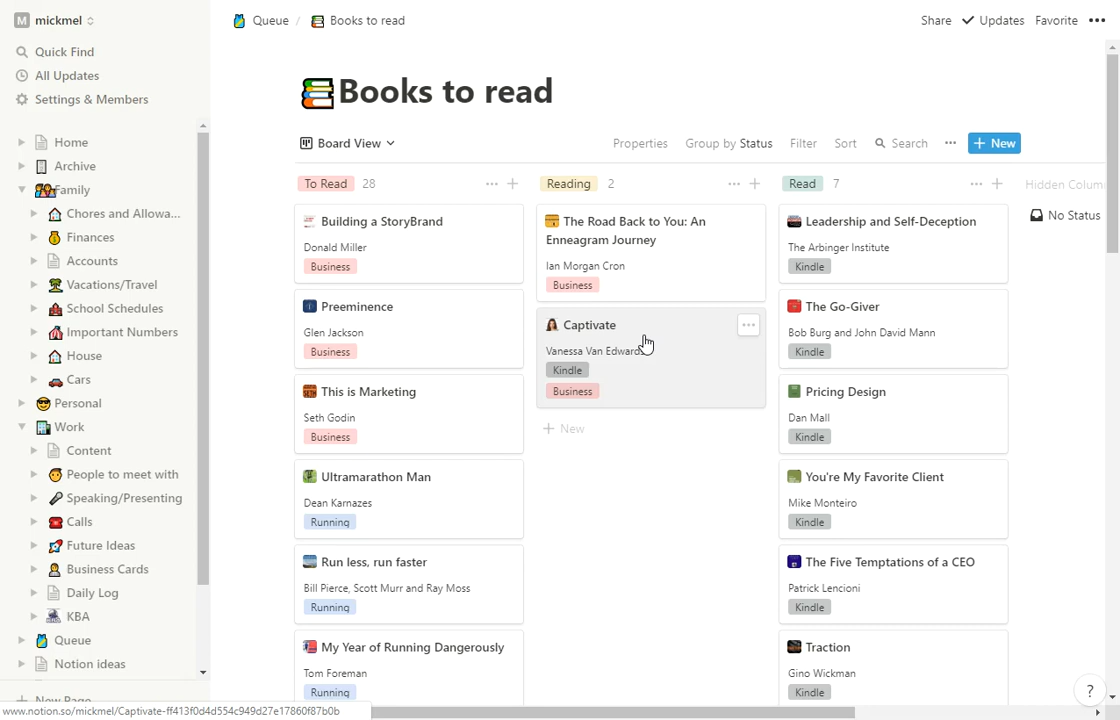 M mickmel
Queue / Books to read
Share Updates Favorite
Quick Find
All Updates
Settings & Members
Home
Archive
Family
Chores and Allowa...
Finances
Accounts
Vacations/Travel
School Schedules
Important Numbers
House
Cars
Personal
Work
Content
People to meet with
Speaking/Presenting
Calls
Future Ideas
Business Cards
Daily Log
KBA
Queue
Notion ideas
+ New Page
www.notion.so/mickmel/Captivate-ff413f0d4d554c949d27e17860f87b0b
Books to read
Board View
Properties Group by Status Filter Sort Search ... + New
To Read 28 ... +
Building a StoryBrand
Donald Miller
Business
Preeminence
Glen Jackson
Business
This is Marketing
Seth Godin
Business
Ultramarathon Man
Dean Karnazes
Running
Run less, run faster
Bill Pierce, Scott Murr and Ray Moss
Running
My Year of Running Dangerously
Tom Foreman
Running
Reading 2 ... +
The Road Back to You: An
Enneagram Journey
Ian Morgan Cron
Business
Captivate
Vanessa Van Edwards
Kindle
Business
+ New
Read 7 ... +
Leadership and Self-Deception
The Arbinger Institute
Kindle
The Go-Giver
Bob Burg and John David Mann
Kindle
Pricing Design
Dan Mall
Kindle
You're My Favorite Client
Mike Monteiro
Kindle
The Five Temptations of a CEO
Patrick Lencioni
Kindle
Traction
Gino Wickman
Kindle
Hidden Colum
No Status
?